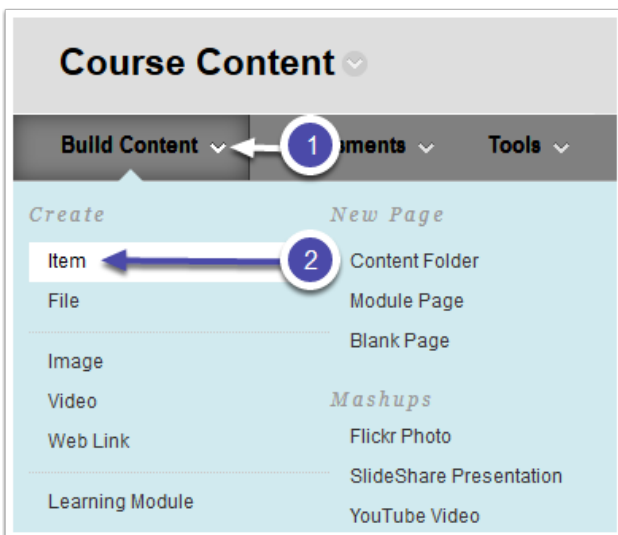 Course Content
Build Content 1 sments Tools
Create
Item 2
File
Image
Video
Web Link
Learning Module
New Page
Content Folder
Module Page
Blank Page
Mashups
Flickr Photo
SlideShare Presentation
YouTube Video